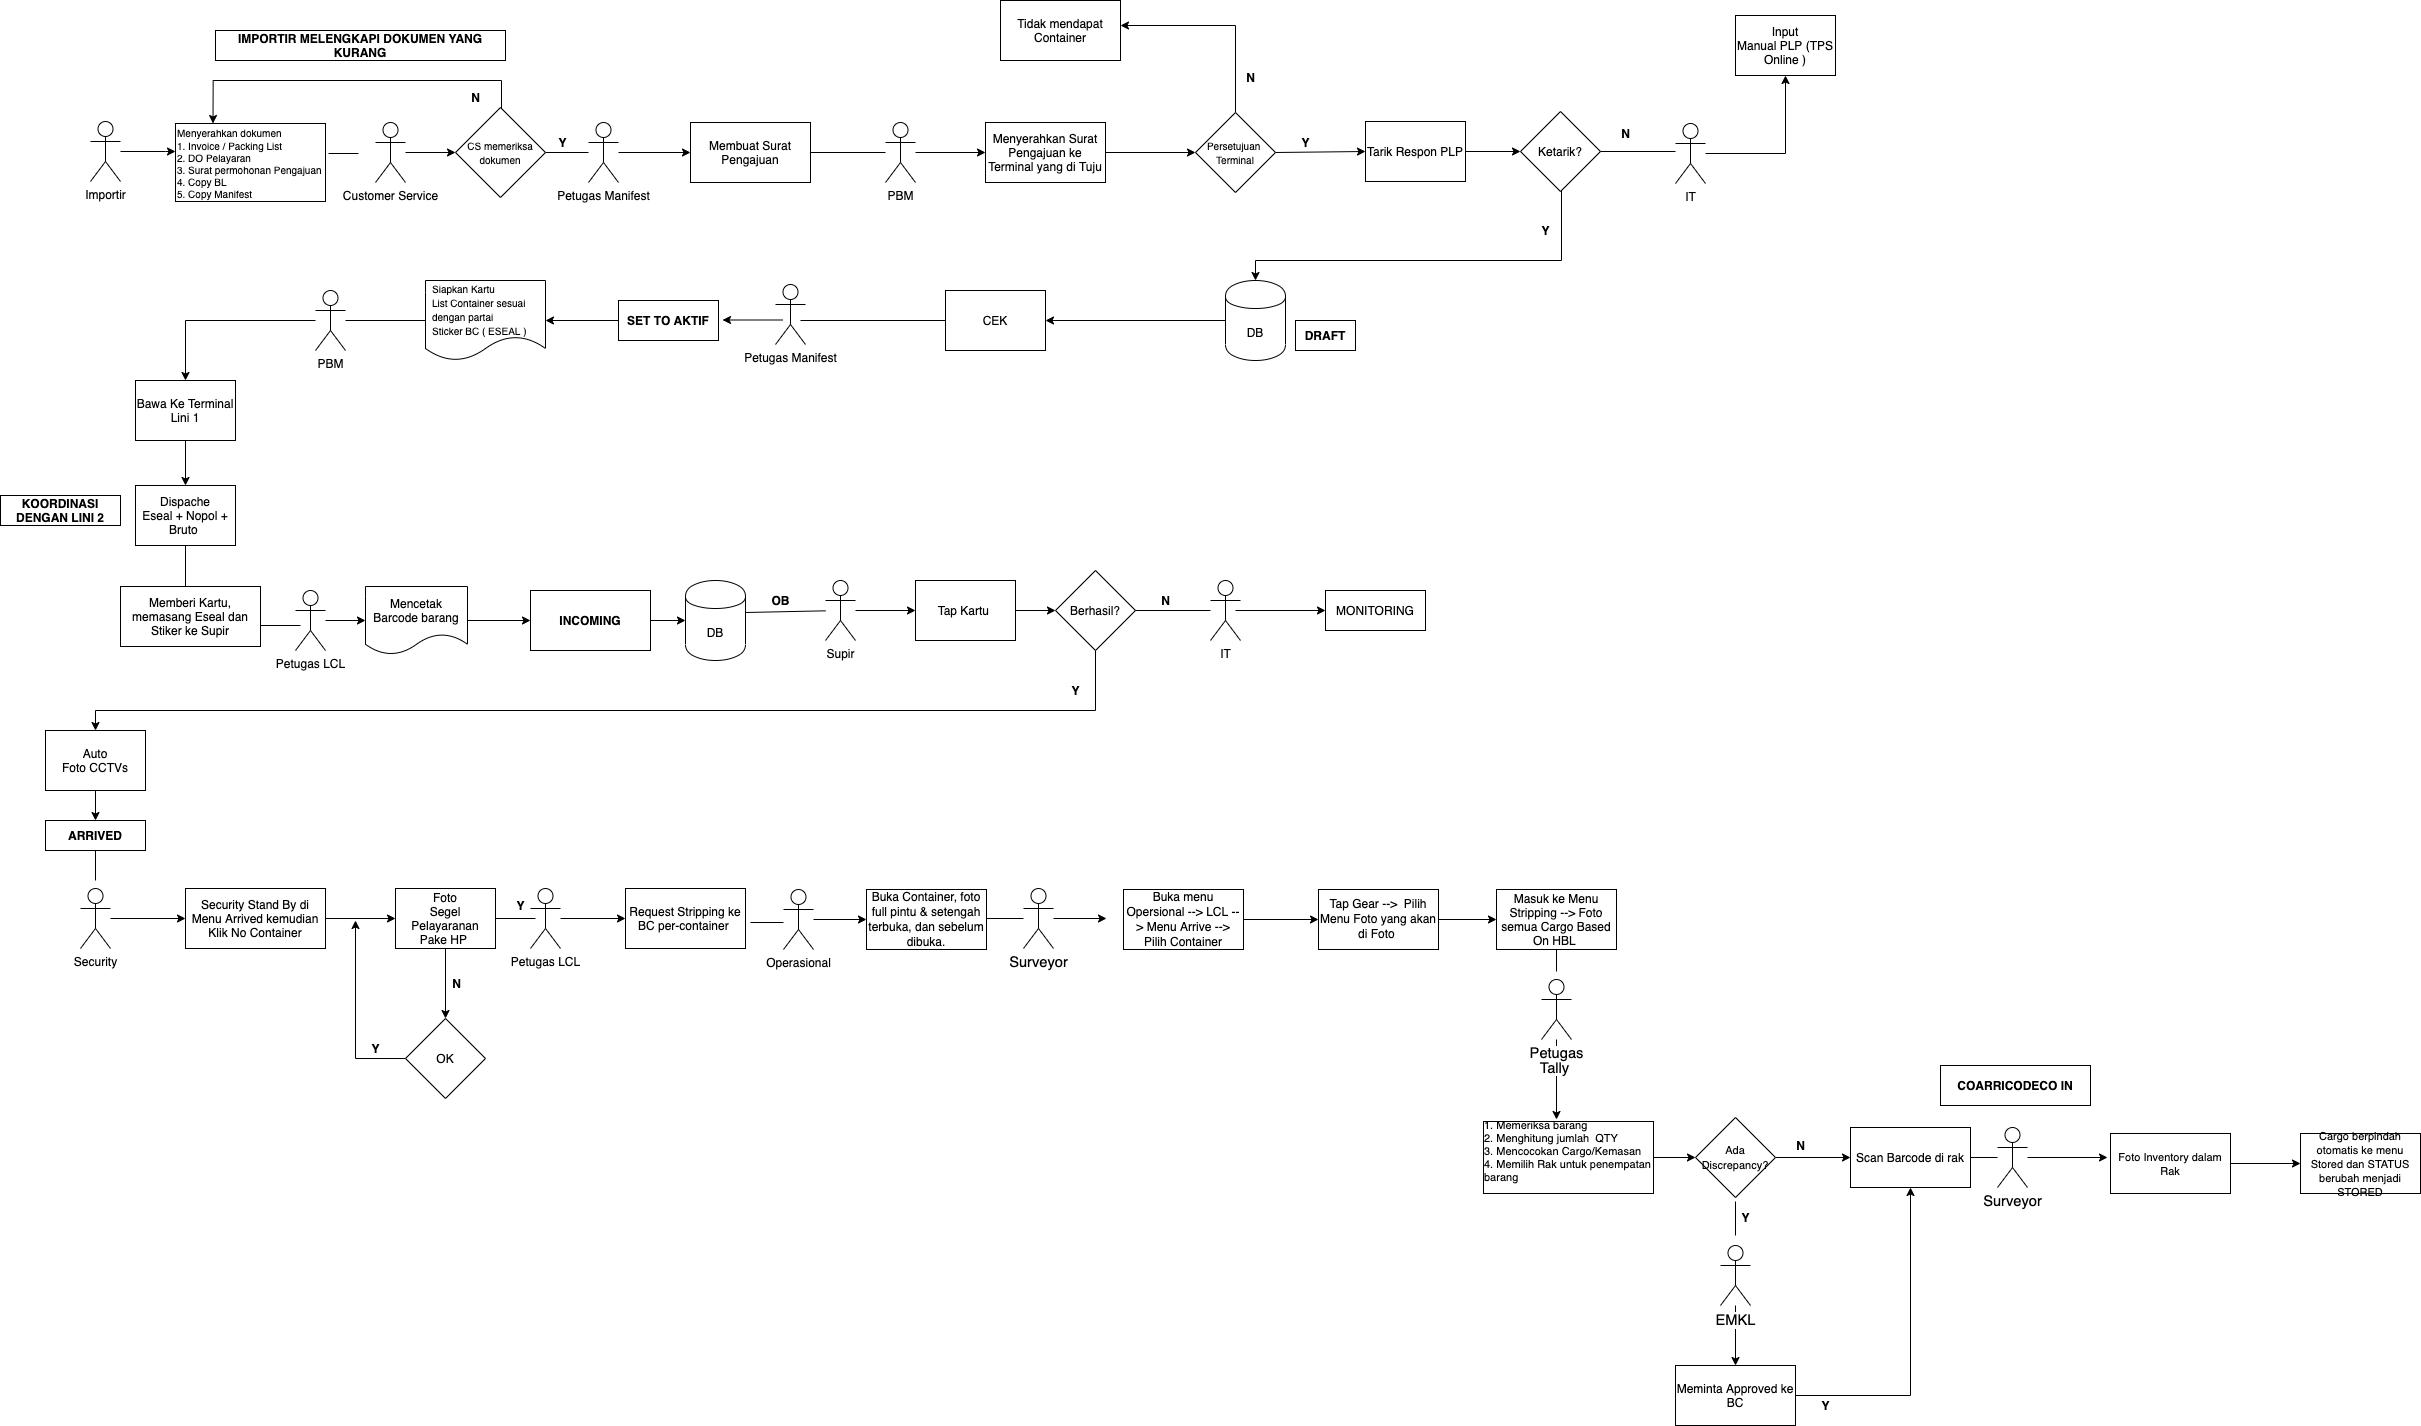 Tidak mendapat
Container
Input
Manual PLP (TPS
Online )
IMPORTIR MELENGKAPI DOKUMEN YANG
KURANG
N
N
Importir
Menyerahkan dokumen
1. Invoice / Packing List
2. DO Pelayaran
3. Surat permohonan Pengajuan
4. Copy BL
5. Copy Manifest
Customer Service
CS memeriksa
dokumen
Y
Petugas Manifest
Membuat Surat
Pengajuan
PBM
Menyerahkan Surat
Pengajuan ke
Terminal yang di Tuju
Persetujuan
Terminal
Y
Tarik Respon PLP
Ketarik?
N
IT
Y
PBM
Siapkan Kartu
List Container sesuai
dengan partai
Sticker BC ( ESEAL )
SET TO AKTIF
Petugas Manifest
CEK
DB
DRAFT
Bawa Ke Terminal
Lini 1
KOORDINASI
DENGAN LINI 2
Dispache
Eseal + Nopol +
Bruto
Memberi Kartu,
memasang Eseal dan
Stiker ke Supir
Petugas LCL
Mencetak
Barcode barang
INCOMING
DB
OB
Supir
Tap Kartu
Berhasil?
N
IT
MONITORING
Y
Auto
Foto CCTVs
ARRIVED
Security
Security Stand By di
Menu Arrived kemudian
Klik No Container
Foto
Segel
Pelayaranan
Pake HP
Y
Petugas LCL
Request Stripping ke
BC per-container
Operasional
Buka Container, foto
full pintu & setengah
terbuka, dan sebelum
dibuka.
Surveyor
Buka menu
Opersional --> LCL --
> Menu Arrive -->
Pilih Container
Tap Gear --> Pilih
Menu Foto yang akan
di Foto
Masuk ke Menu
Stripping --> Foto
semua Cargo Based
On HBL
N
Y
OK
Petugas
Tally
COARRICODECO IN
1. Memeriksa barang
2. Menghitung jumlah QTY
3. Mencocokan Cargo/Kemasan
4. Memilih Rak untuk penempatan
barang
Ada
Discrepancy?
N
Scan Barcode di rak
Surveyor
Foto Inventory dalam
Rak
Cargo berpindah
otomatis ke menu
Stored dan STATUS
berubah menjadi
STORED
Y
EMKL
Meminta Approved ke
BC
Y